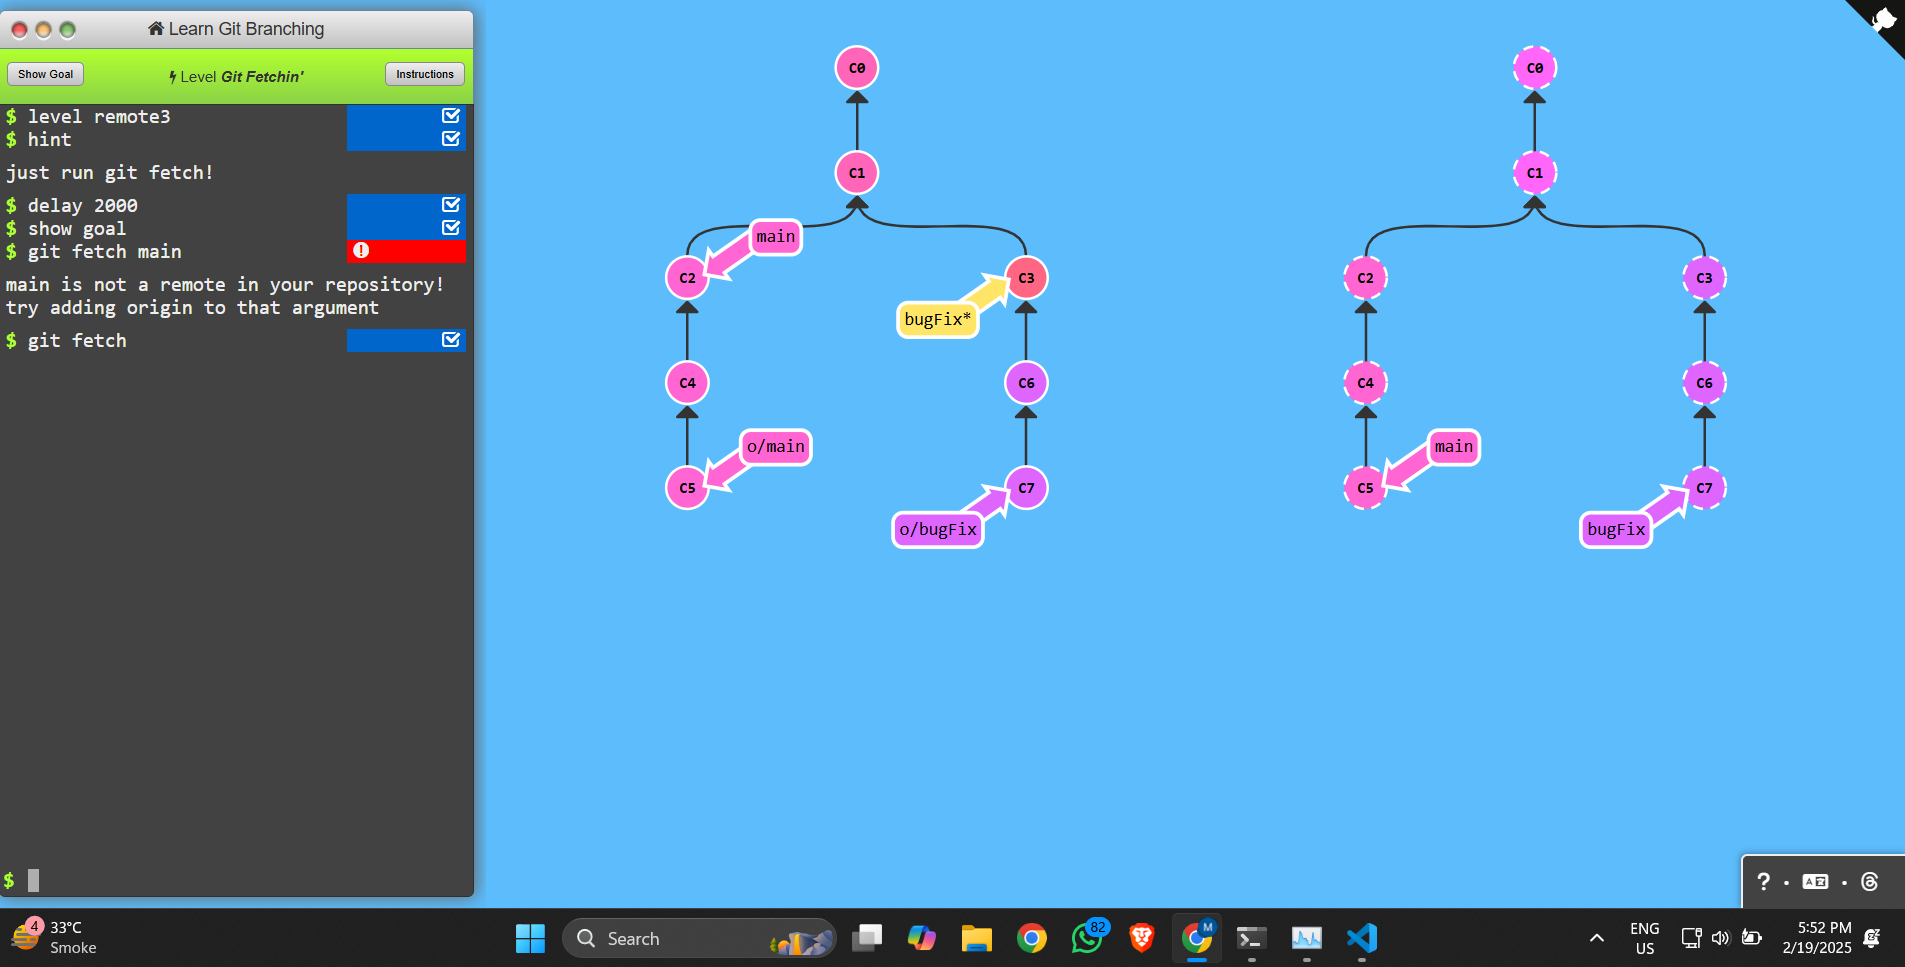 Learn Git Branching
Show Goal
Level Git Fetchin'
Instructions
$ level remote3
$ hint
just run git fetch!
$ delay 2000
$ show goal
$ git fetch main
main is not a remote in your repository!
try adding origin to that argument
$ git fetch
$
C0
C1
main
C2
C3
bugFix*
C4
C6
o/main
C5
C7
o/bugFix
C0
C1
C2
C3
C4
C6
main
C5
C7
bugFix
?
4
33°C
Smoke
Search
82
M
ENG
US
5:52 PM
2/19/2025